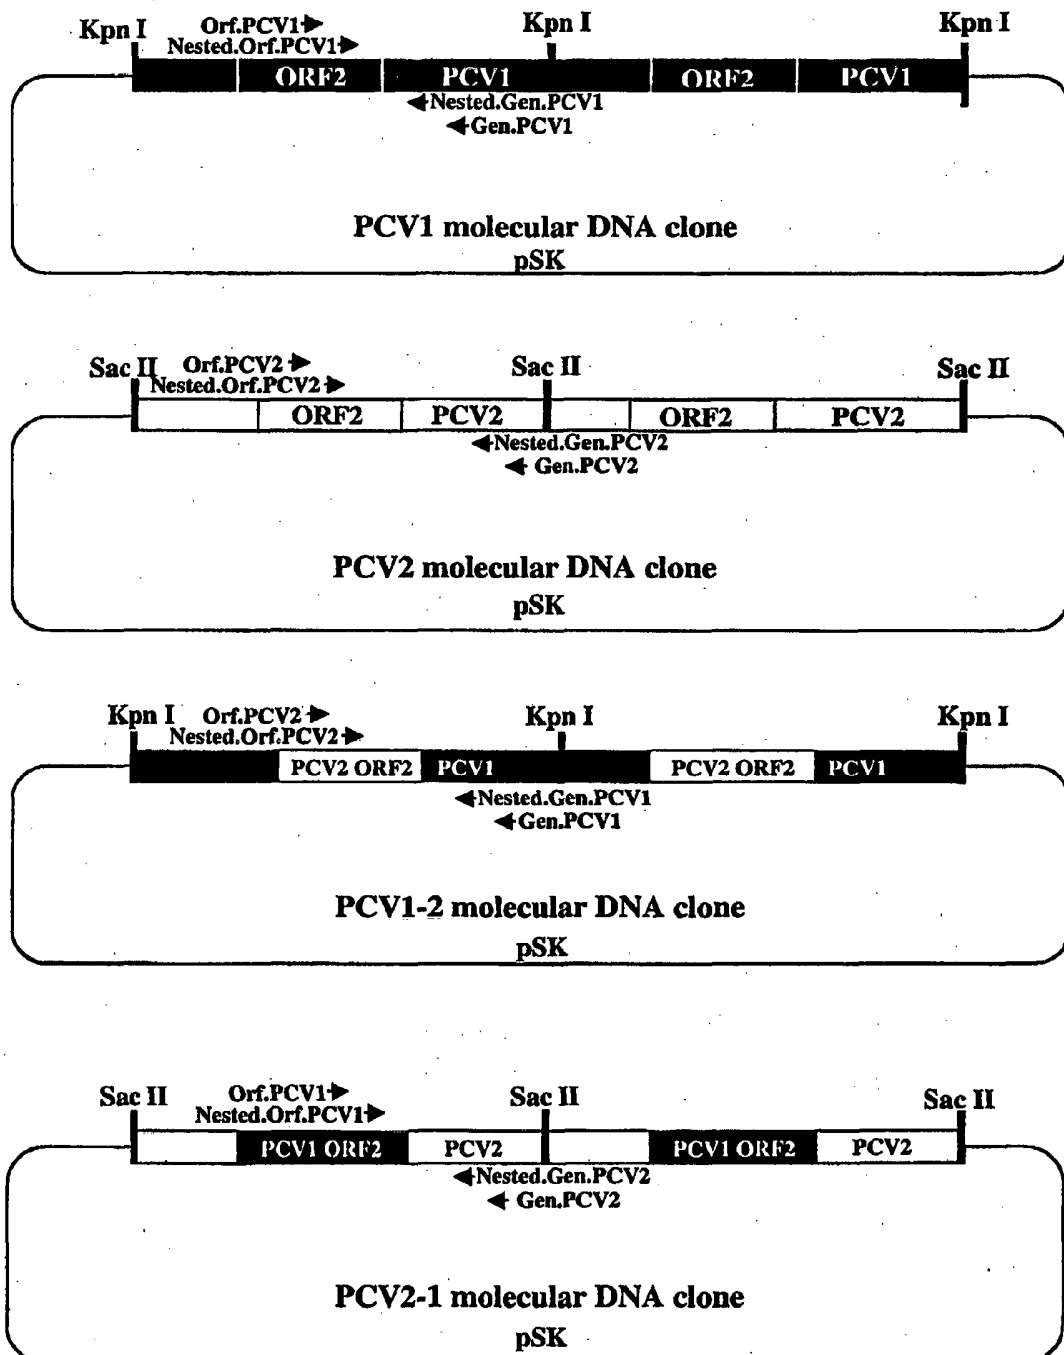 Kpn I Orf.PCV1 Kpn I Kpn I
Nested.Orf.PCV1
ORF2 PCV1 ORF2 PCV1
Nested.Gen.PCV1
Gen.PCV1
PCV1 molecular DNA clone
pSK
Sac II Orf.PCV2 Sac II Sac II
Nested.Orf.PCV2
ORF2 PCV2 ORF2 PCV2
Nested.Gen.PCV2
Gen.PCV2
PCV2 molecular DNA clone
pSK
Kpn I Orf.PCV2 Kpn I Kpn I
Nested.Orf.PCV2
PCV2 ORF2 PCV1 PCV2 ORF2 PCV1
Nested.Gen.PCV1
Gen.PCV1
PCV1-2 molecular DNA clone
pSK
Sac II Orf.PCV1 Sac II Sac II
Nested.Orf.PCV1
PCV1 ORF2 PCV2 PCV1 ORF2 PCV2
Nested.Gen.PCV2
Gen.PCV2
PCV2-1 molecular DNA clone
pSK